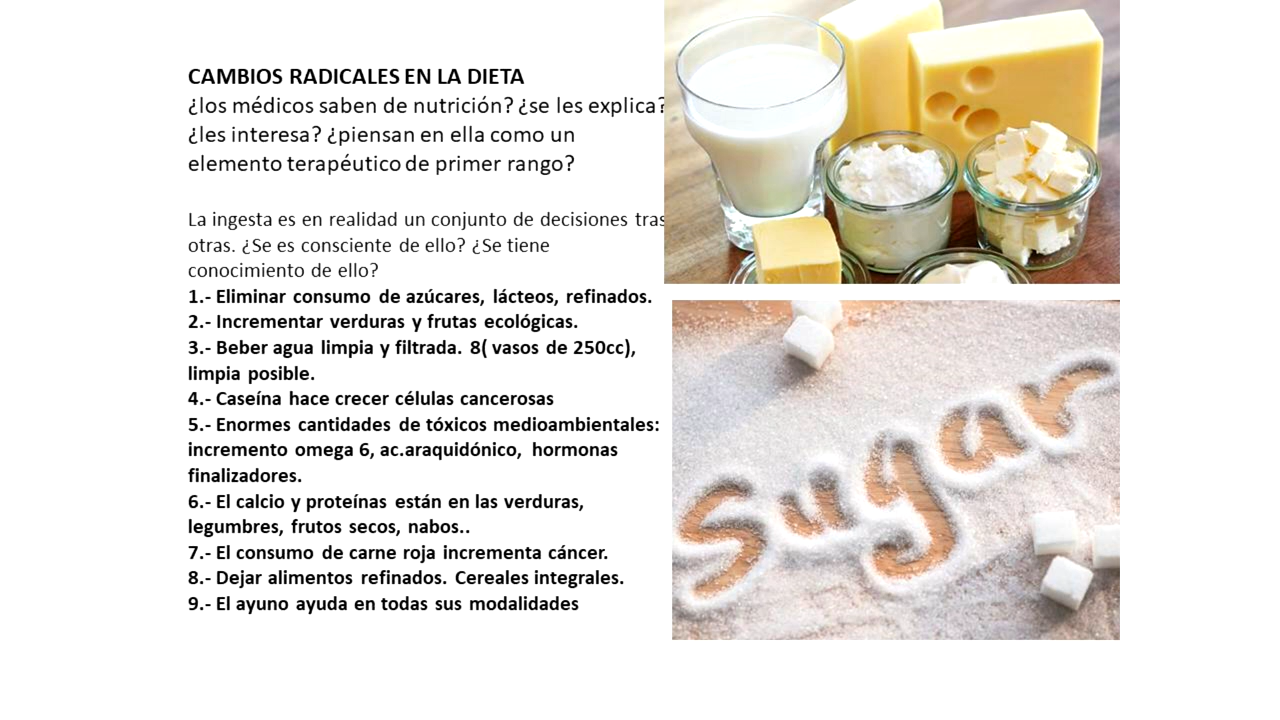 CAMBIOS RADICALES EN LA DIETA
¿los médicos saben de nutrición? ¿se les explica?
¿les interesa? ¿piensan en ella como un
elemento terapéutico de primer rango?
La ingesta es en realidad un conjunto de decisiones tras
otras. ¿Se es consciente de ello? ¿Se tiene
conocimiento de ello?
1.- Eliminar consumo de azúcares, lácteos, refinados.
2.- Incrementar verduras y frutas ecológicas.
3.- Beber agua limpia y filtrada. 8( vasos de 250cc),
limpia posible.
4.- Caseína hace crecer células cancerosas
5.- Enormes cantidades de tóxicos medioambientales:
incremento omega 6, ac.araquidónico, hormonas
finalizadores.
6.- El calcio y proteínas están en las verduras,
legumbres, frutos secos, nabos..
7.- El consumo de carne roja incrementa cáncer.
8.- Dejar alimentos refinados. Cereales integrales.
9.- El ayuno ayuda en todas sus modalidades
Sugar